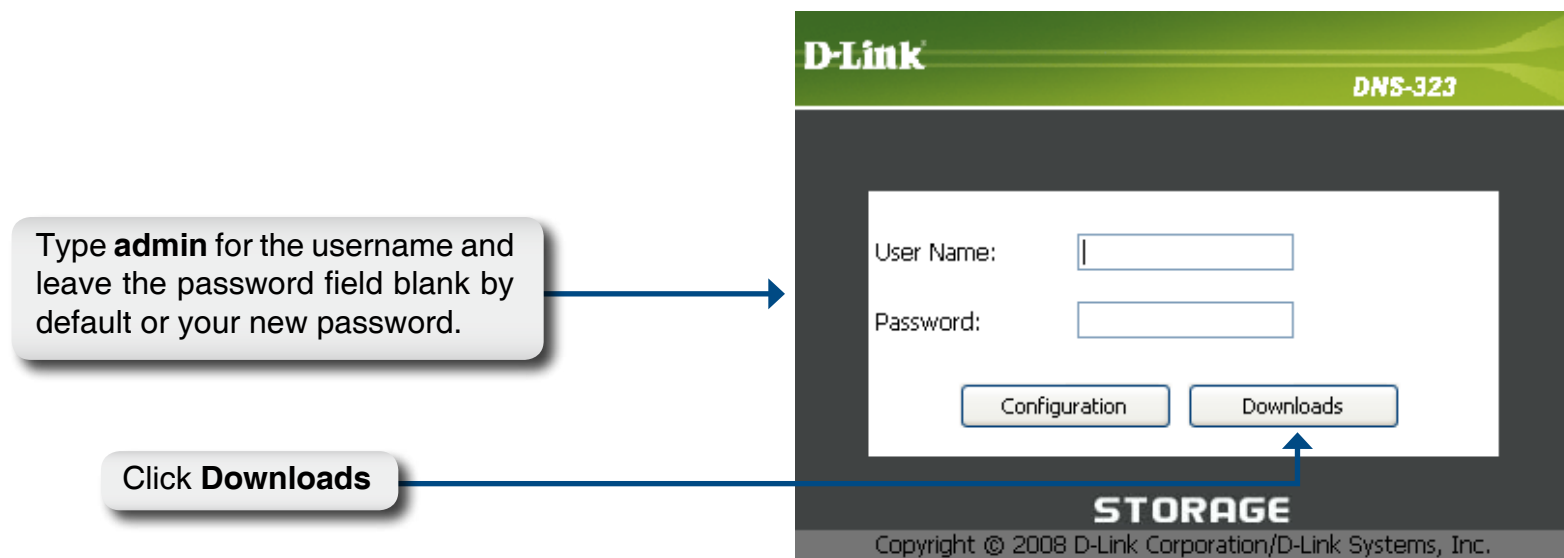 D-Link
DNS-323
Type admin for the username and
leave the password field blank by
default or your new password.
User Name:
Password:
Configuration Downloads
Click Downloads
STORAGE
Copyright © 2008 D-Link Corporation/D-Link Systems, Inc.